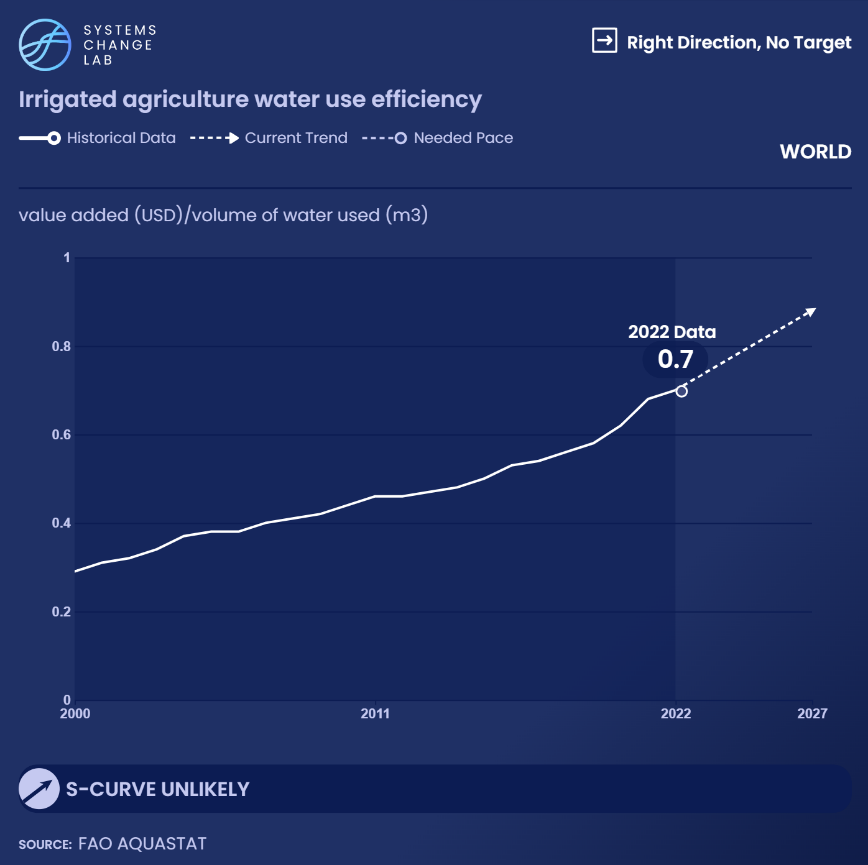 SYSTEMS
CHANGE
LAB
Right Direction, No Target
Irrigated agriculture water use efficiency
Historical Data
Current Trend
Needed Pace
WORLD
value added (USD)/volume of water used (m3)
1
0.8
0.6
0.4
0.2
0
2022 Data
0.7
2000
2011
2022
2027
S-CURVE UNLIKELY
SOURCE: FAO AQUASTAT